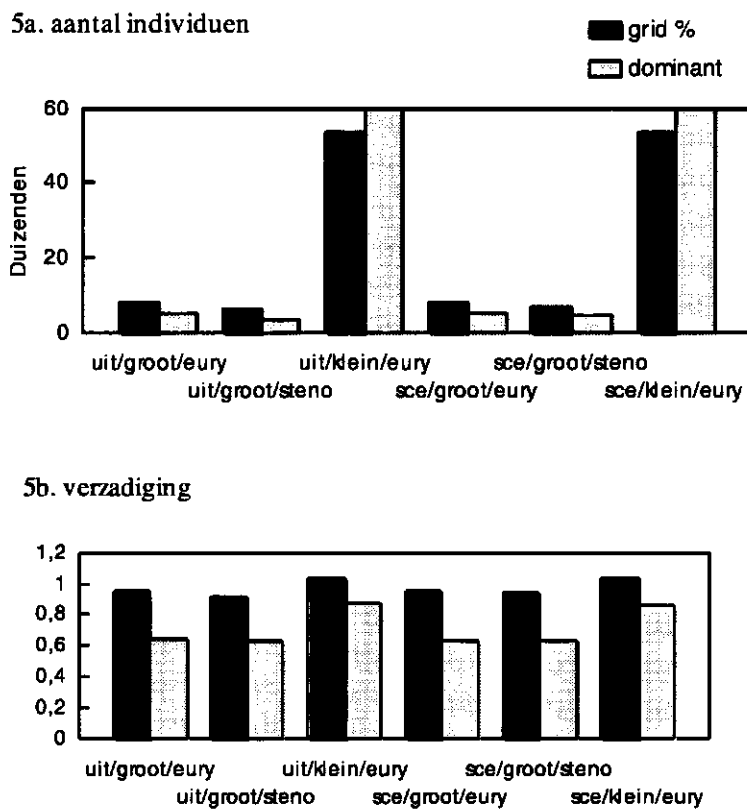 5a. aantal individuen
grid %
dominant
60
40
20
0
Duizenden
uit/groot/eury
uit/klein/eury
sce/groot/steno
uit/groot/steno
sce/groot/eury
sce/klein/eury
5b. verzadiging
1,2
1
0,8
0,6
0,4
0,2
0
uit/groot/eury
uit/klein/eury
sce/groot/steno
uit/groot/steno
sce/groot/eury
sce/klein/eury